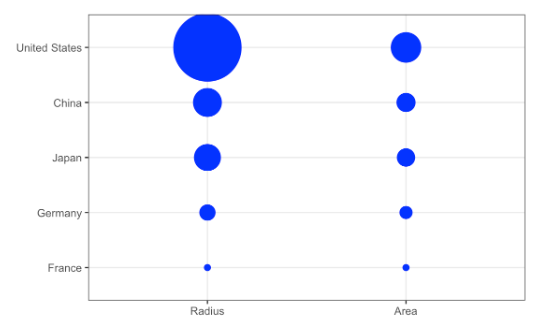 United States
China
Japan
Germany
France
Radius Area